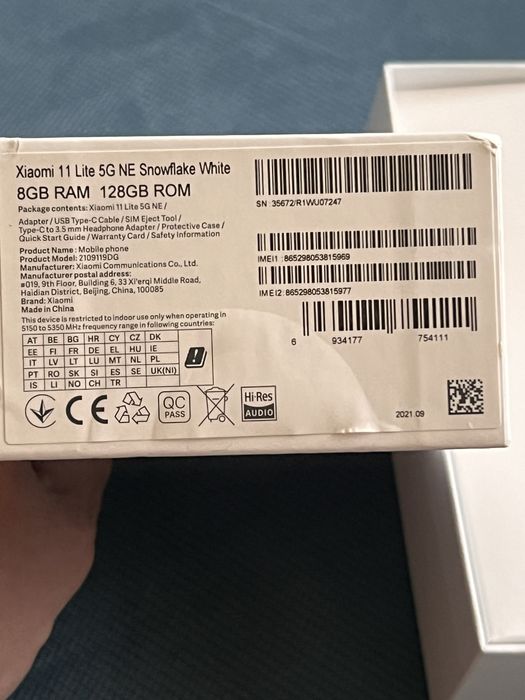 Xiaomi 11 Lite 5G NE Snowflake White
8GB RAM 128GB ROM
Package contents: Xiaomi 11 Lite 5G NE /
Adapter / USB Type-C Cable / SIM Eject Tool /
Type-C to 3.5 mm Headphone Adapter / Protective Case /
Quick Start Guide / Warranty Card / Safety information
Product Name: Mobile phone
Product Model: 2109119DG
Manufacturer: Xiaomi Communications Co., Ltd.
Manufacturer postal address:
#019, 9th Floor, Building 6, 33 Xi'erqi Middle Road,
Haidian District, Beijing, China, 100085
Brand: Xiaomi
Made in China
This device is restricted to indoor use only when operating in
5150 to 5350 MHz frequency range in following countries:
AT BE BG HR CY CZ DK
EE FI FR DE EL HU IE
IT LV LT LU MT NL PL
PT RO SK SI ES SE UK(NI)
IS LI NO CH TR
CE
QC
PASS
Hi-Res
AUDIO
SN: 35672/R1WU07247
IMEI1 :865298053815969
IMEI2 :865298053815977
6 934177 754111
2021.09